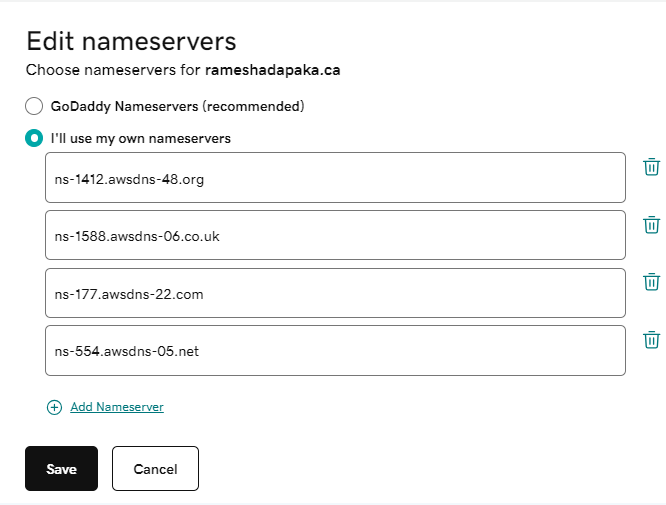 Edit nameservers
Choose nameservers for rameshadapaka.ca
GoDaddy Nameservers (recommended)
I'll use my own nameservers
ns-1412.awsdns-48.org
ns-1588.awsdns-06.co.uk
ns-177.awsdns-22.com
ns-554.awsdns-05.net
Add Nameserver
Save Cancel